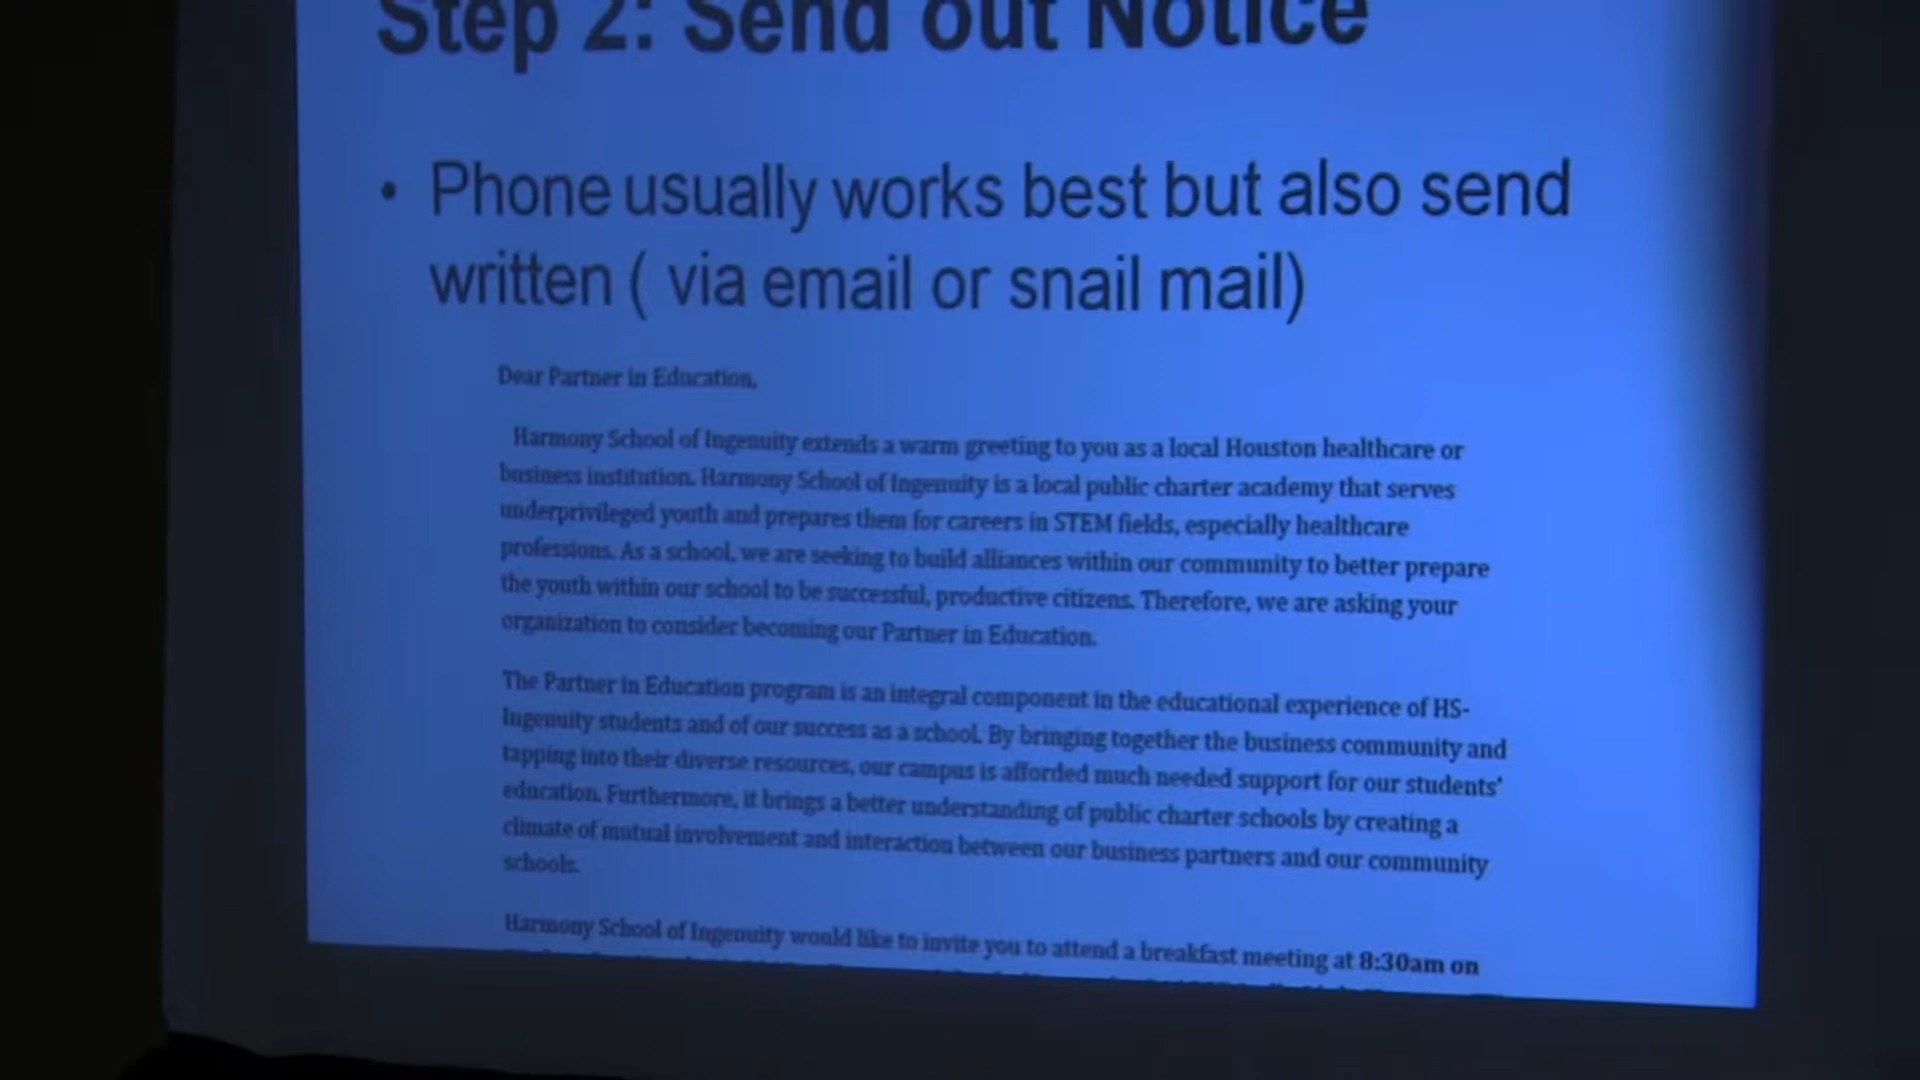 Step 2: Send out Notice
• Phone usually works best but also send
written ( via email or snail mail)
Dear Partner in Education,
Harmony School of Ingenuity extends a warm greeting to you as a local Houston healthcare or
business institution. Harmony School of Ingenuity is a local public charter academy that serves
underprivileged youth and prepares them for careers in STEM fields, especially healthcare
professions. As a school, we are seeking to build alliances within our community to better prepare
the youth within our school to be successful, productive citizens. Therefore, we are asking your
organization to consider becoming our Partner in Education.
The Partner in Education program is an integral component in the educational experience of HS-
Ingenuity students and of our success as a school. By bringing together the business community and
tapping into their diverse resources, our campus is afforded much needed support for our students'
education. Furthermore, it brings a better understanding of public charter schools by creating a
climate of mutual involvement and interaction between our business partners and our community
schools.
Harmony School of Ingenuity would like to invite you to attend a breakfast meeting at 8:30am on